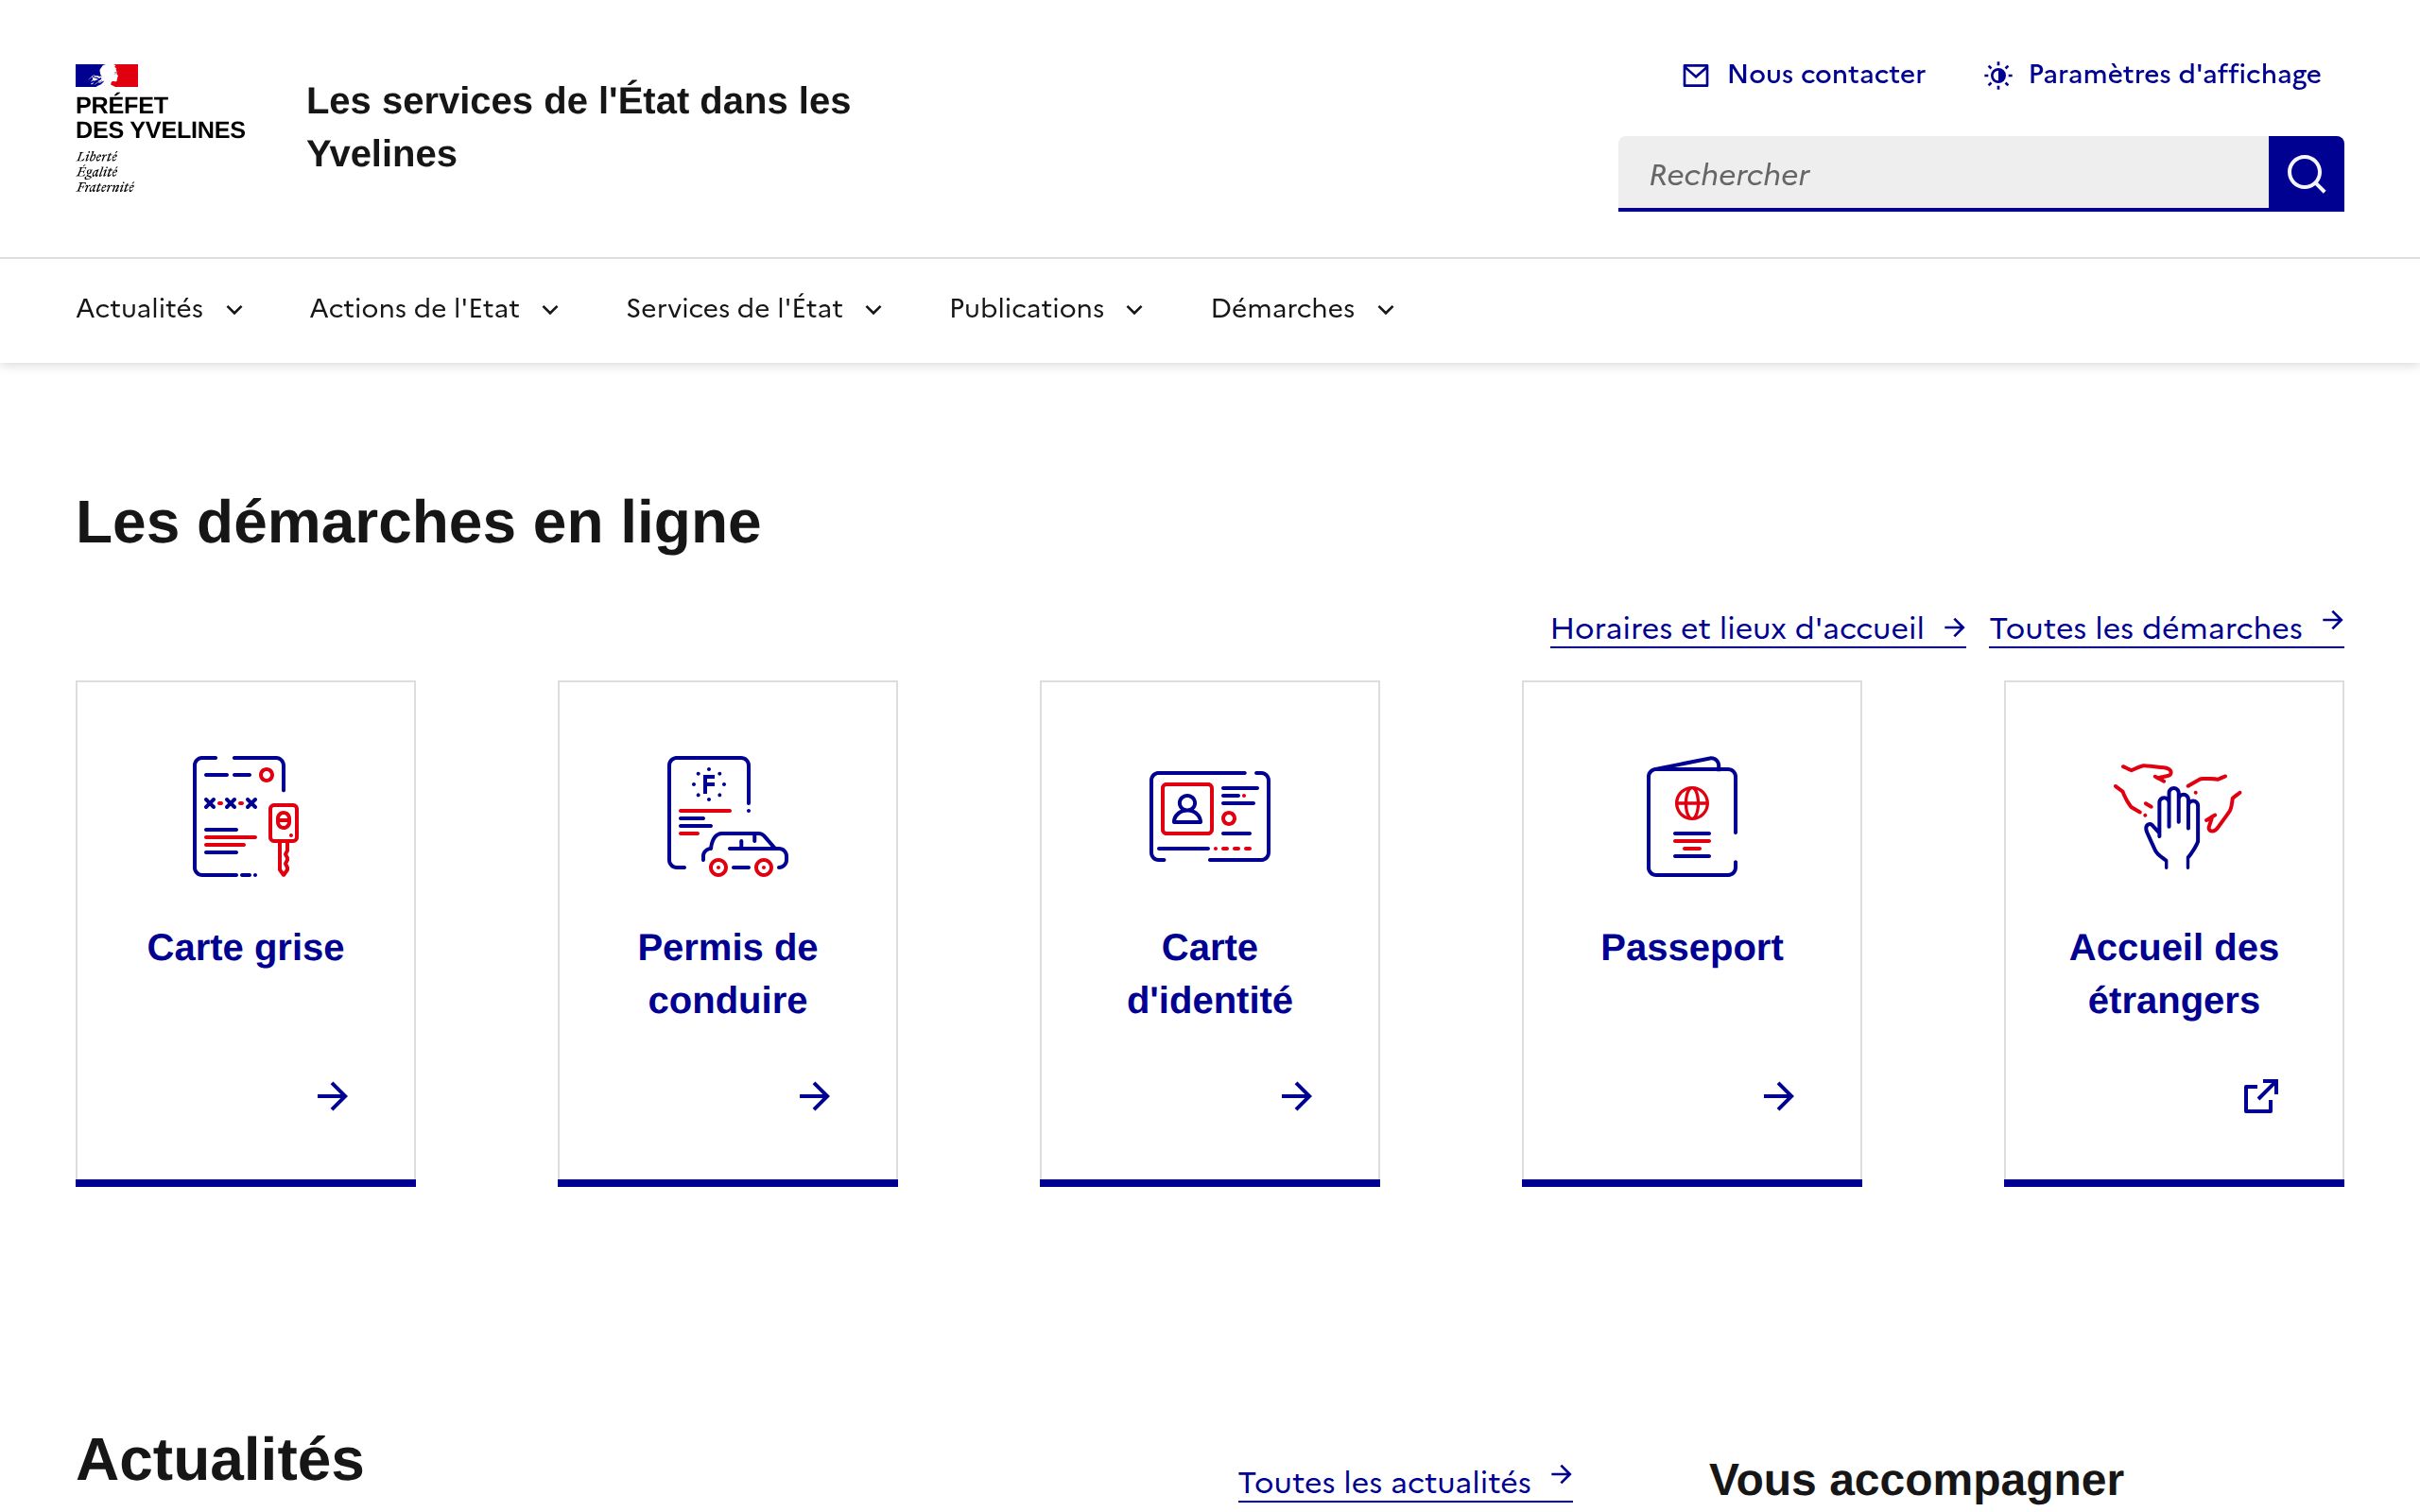 PRÉFET
DES YVELINES
Liberté
Égalité
Fraternité
Les services de l'État dans les
Yvelines
Nous contacter
Paramètres d'affichage
Rechercher
Actualités
Actions de l'Etat
Services de l'État
Publications
Démarches
Les démarches en ligne
Horaires et lieux d'accueil
Toutes les démarches
F
Carte grise
Permis de
conduire
Carte
d'identité
Passeport
Accueil des
étrangers
Actualités
Toutes les actualités
Vous accompagner